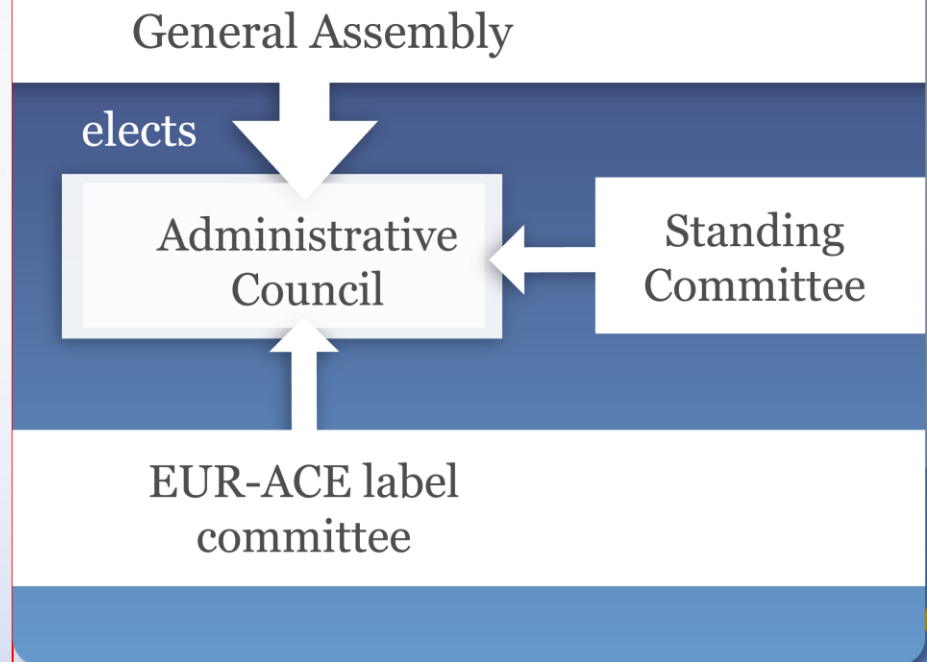 General Assembly
elects
Administrative
Council
Standing
Committee
EUR-ACE label
committee